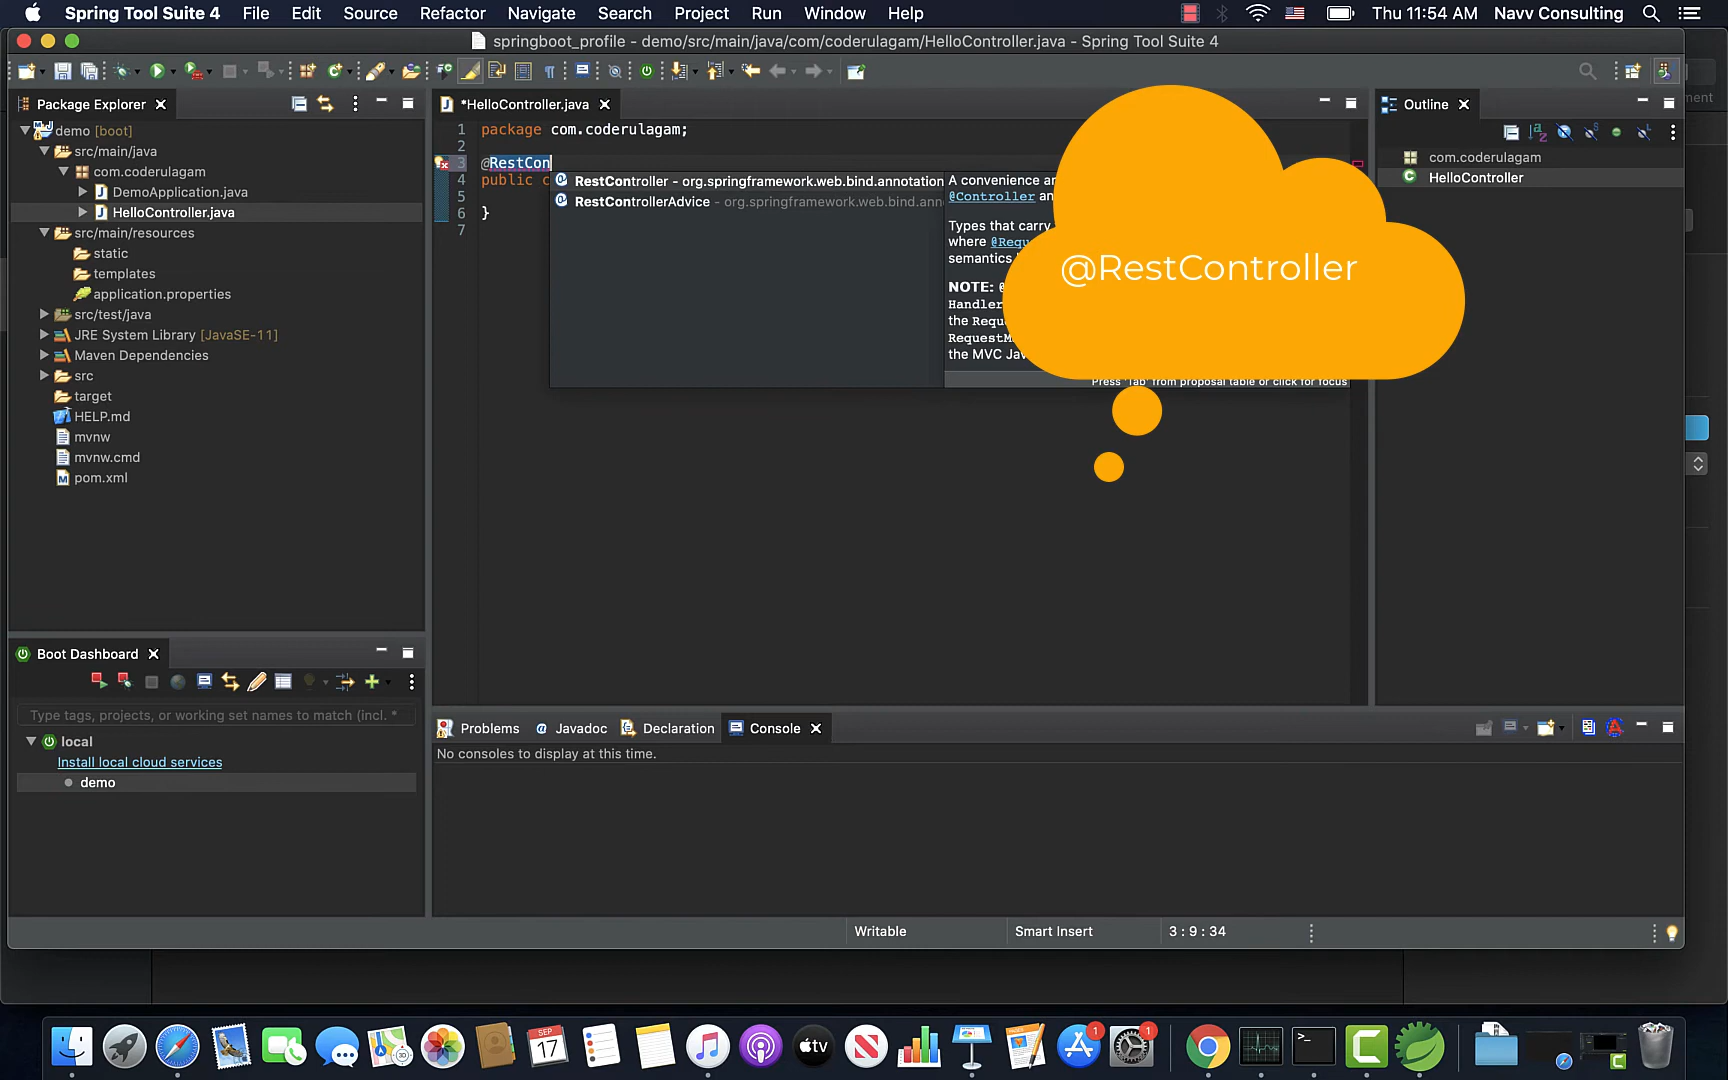 Spring Tool Suite 4 File Edit Source Refactor Navigate Search Project Run Window Help
Thu 11:54 AM Navv Consulting
springboot_profile - demo/src/main/java/com/coderulagam/HelloController.java - Spring Tool Suite 4
Package Explorer
demo [boot]
src/main/java
com.coderulagam
DemoApplication.java
HelloController.java
src/main/resources
static
templates
application.properties
src/test/java
JRE System Library [JavaSE-11]
Maven Dependencies
src
target
HELP.md
mvnw
mvnw.cmd
pom.xml
*HelloController.java
1 package com.coderulagam;
2
3 @RestCon
4 public c
5
6 }
7
RestController - org.springframework.web.bind.annotation
RestControllerAdvice - org.springframework.web.bind.ann
A convenience an
@Controller an
Types that carry
where @Requ
semantics
NOTE: @
Handler
the Requ
RequestM
the MVC Jav
Press 'Tab' from proposal table or click for focus
@RestController
Outline
com.coderulagam
HelloController
Boot Dashboard
Type tags, projects, or working set names to match (incl. *
local
Install local cloud services
demo
Problems Javadoc Declaration Console
No consoles to display at this time.
Writable Smart Insert 3 : 9 : 34
SEP
17
tv
1
1